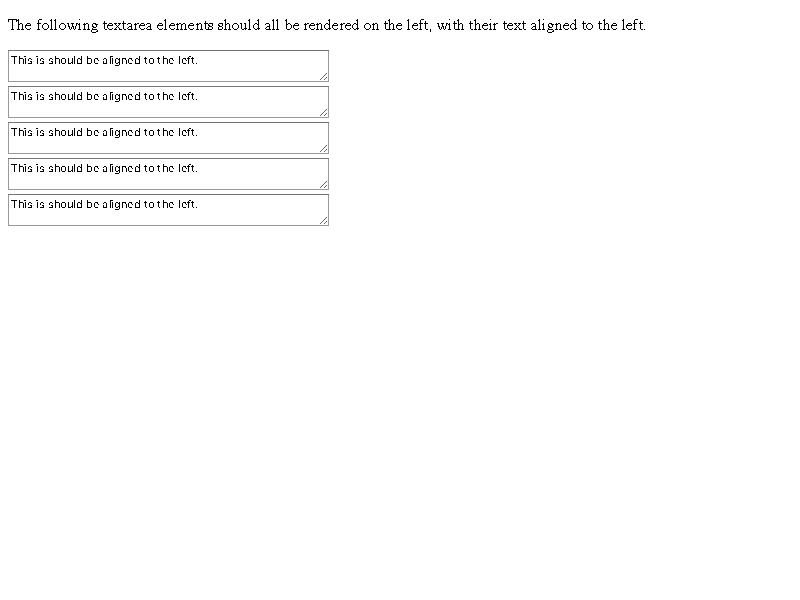 The following textarea elements should all be rendered on the left, with their text aligned to the left.
This is should be aligned to the left.
This is should be aligned to the left.
This is should be aligned to the left.
This is should be aligned to the left.
This is should be aligned to the left.